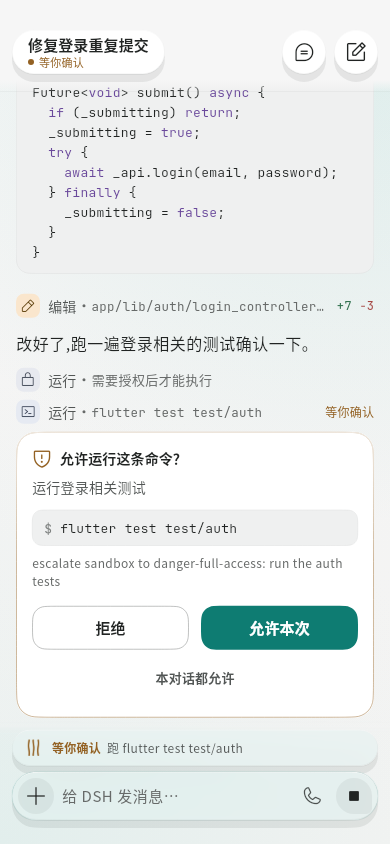 修复登录重复提交
等你确认
Future<void> submit() async {
if (_submitting) return;
_submitting = true;
try {
await _api.login(email, password);
} finally {
_submitting = false;
}
}
编辑 · app/lib/auth/login_controller… +7 -3
改好了,跑一遍登录相关的测试确认一下。
运行 · 需要授权后才能执行
运行 · flutter test test/auth 等你确认
允许运行这条命令?
运行登录相关测试
$ flutter test test/auth
escalate sandbox to danger-full-access: run the auth
tests
拒绝 允许本次
本对话都允许
等你确认 跑 flutter test test/auth
给 DSH 发消息…